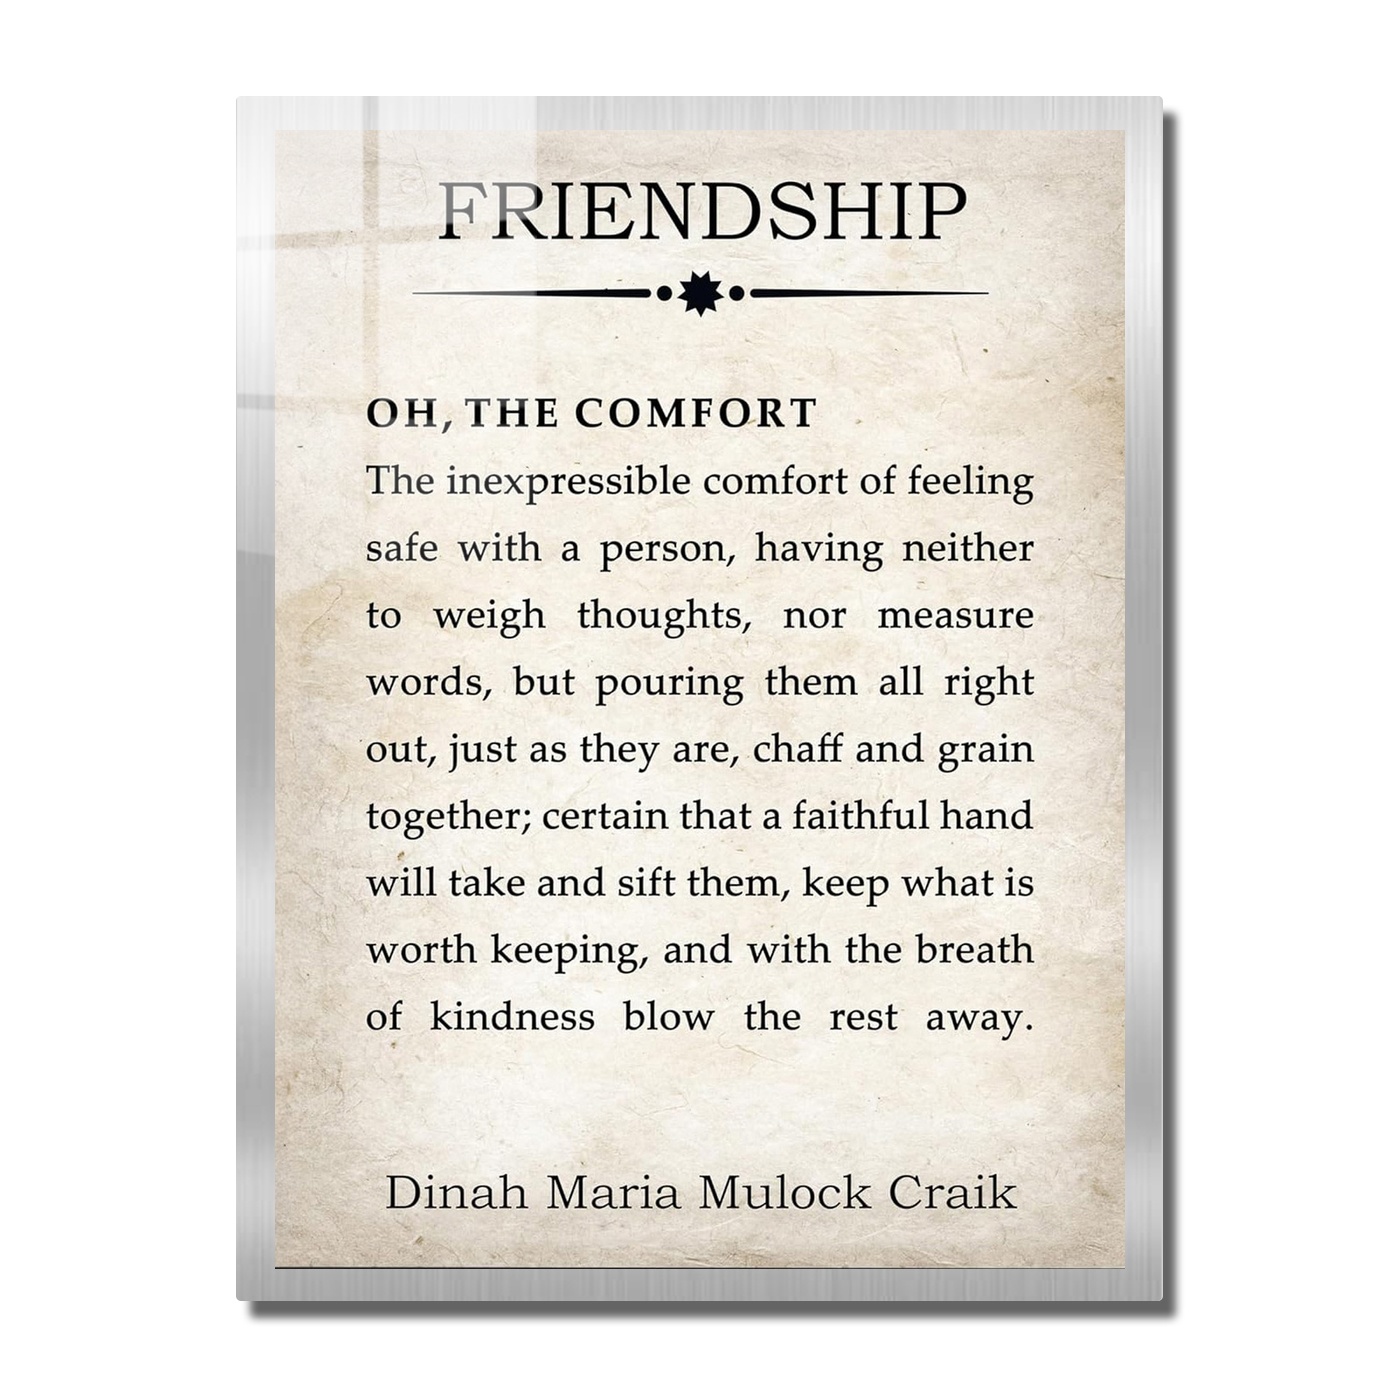 FRIENDSHIP
OH, THE COMFORT
The inexpressible comfort of feeling
safe with a person, having neither
to weigh thoughts, nor measure
words, but pouring them all right
out, just as they are, chaff and grain
together; certain that a faithful hand
will take and sift them, keep what is
worth keeping, and with the breath
of kindness blow the rest away.
Dinah Maria Mulock Craik